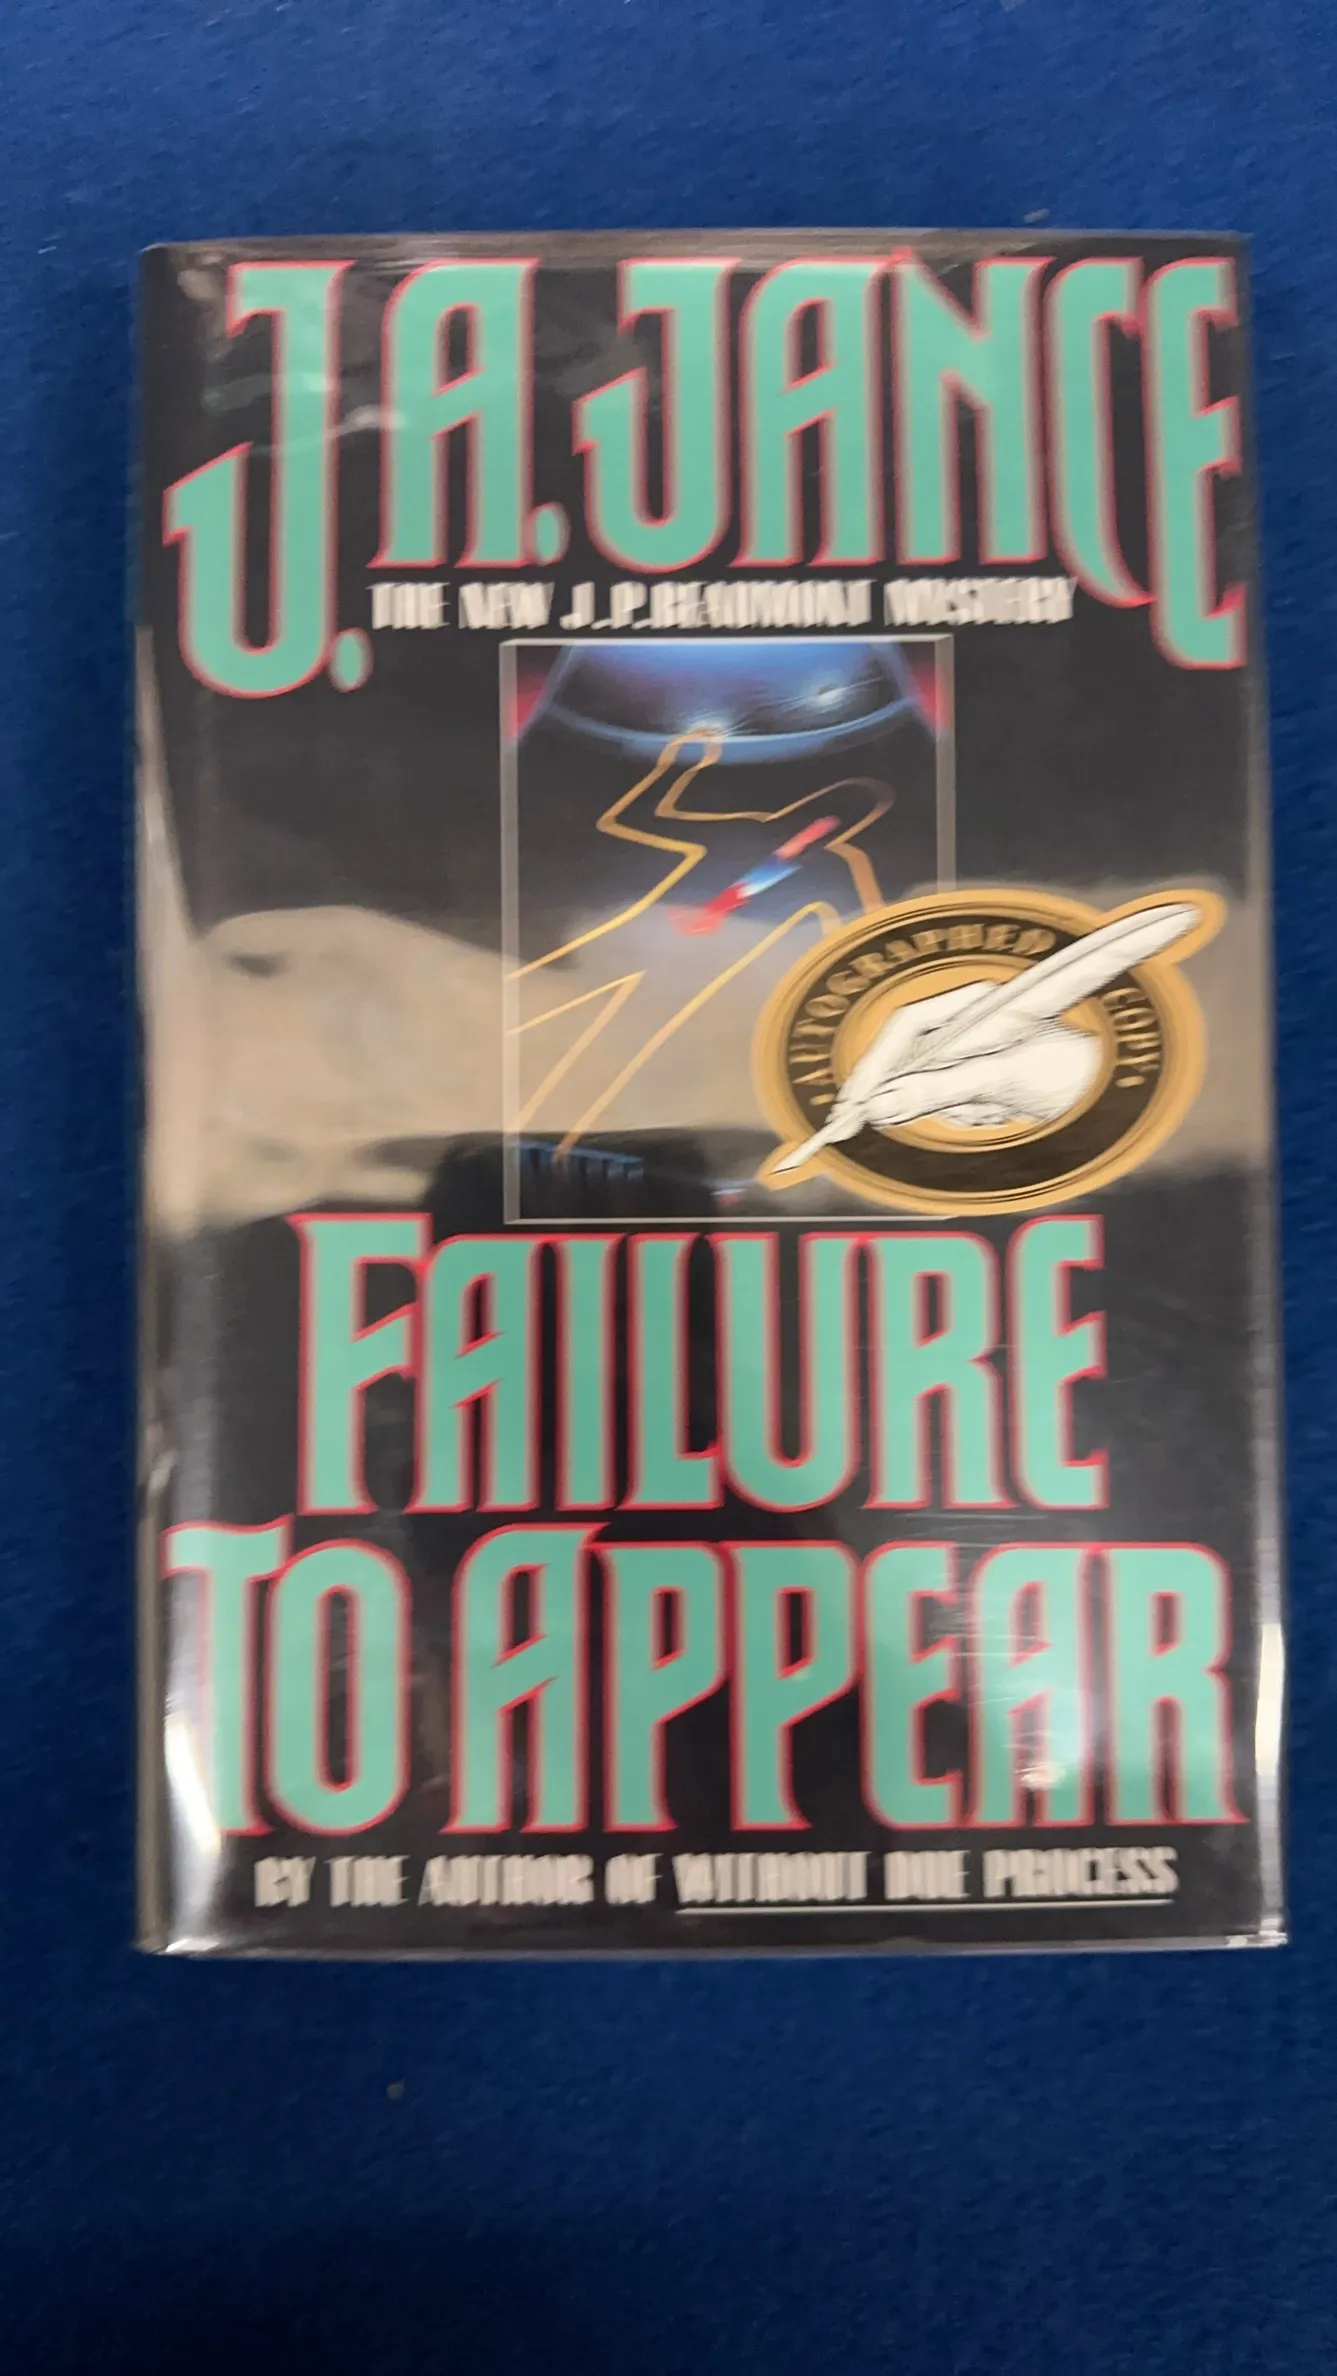 J. A. JANCE
THE NEW J.P. BEAUMONT MYSTERY
·AUTOGRAPHED COPY·
FAILURE
TO APPEAR
BY THE AUTHOR OF WITHOUT DUE PROCESS